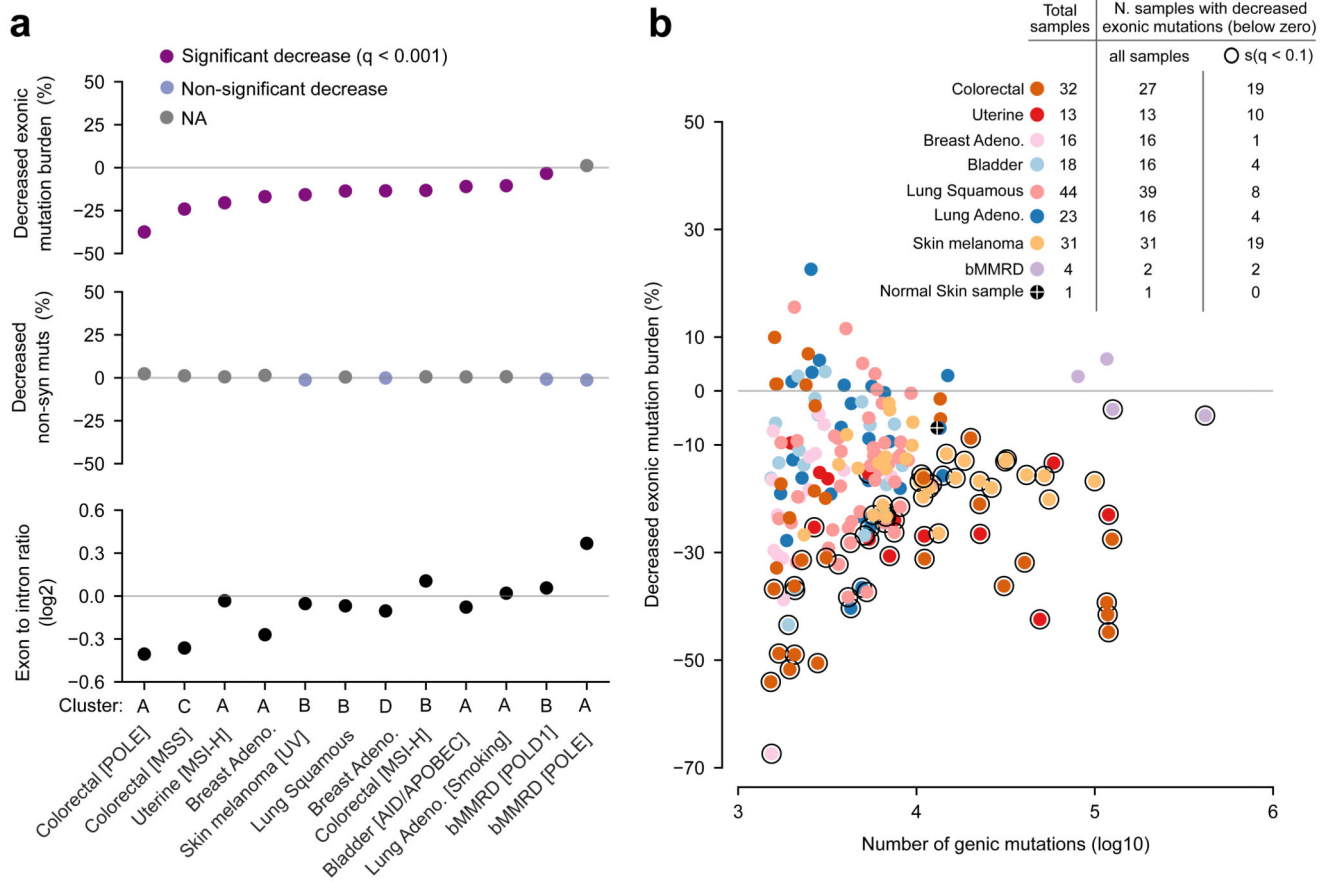 a
Significant decrease (q < 0.001)
Non-significant decrease
NA
Decreased exonic
mutation burden (%)
50
25
0
−25
−50
Decreased
non-syn muts (%)
50
25
0
−25
−50
Exon to intron ratio
(log2)
0.6
0.3
0.0
−0.3
−0.6
Cluster: A C A A B B D B A A B A
Colorectal [POLE]
Colorectal [MSS]
Uterine [MSI-H]
Breast Adeno.
Skin melanoma [UV]
Lung Squamous
Breast Adeno.
Colorectal [MSI-H]
Bladder [AID/APOBEC]
Lung Adeno. [Smoking]
bMMRD [POLD1]
bMMRD [POLE]
b
Total
samples
N. samples with decreased
exonic mutations (below zero)
all samples s(q < 0.1)
Colorectal 32 27 19
Uterine 13 13 10
Breast Adeno. 16 16 1
Bladder 18 16 4
Lung Squamous 44 39 8
Lung Adeno. 23 16 4
Skin melanoma 31 31 19
bMMRD 4 2 2
Normal Skin sample 1 1 0
Decreased exonic mutation burden (%)
50
30
10
0
−10
−30
−50
−70
3 4 5 6
Number of genic mutations (log10)